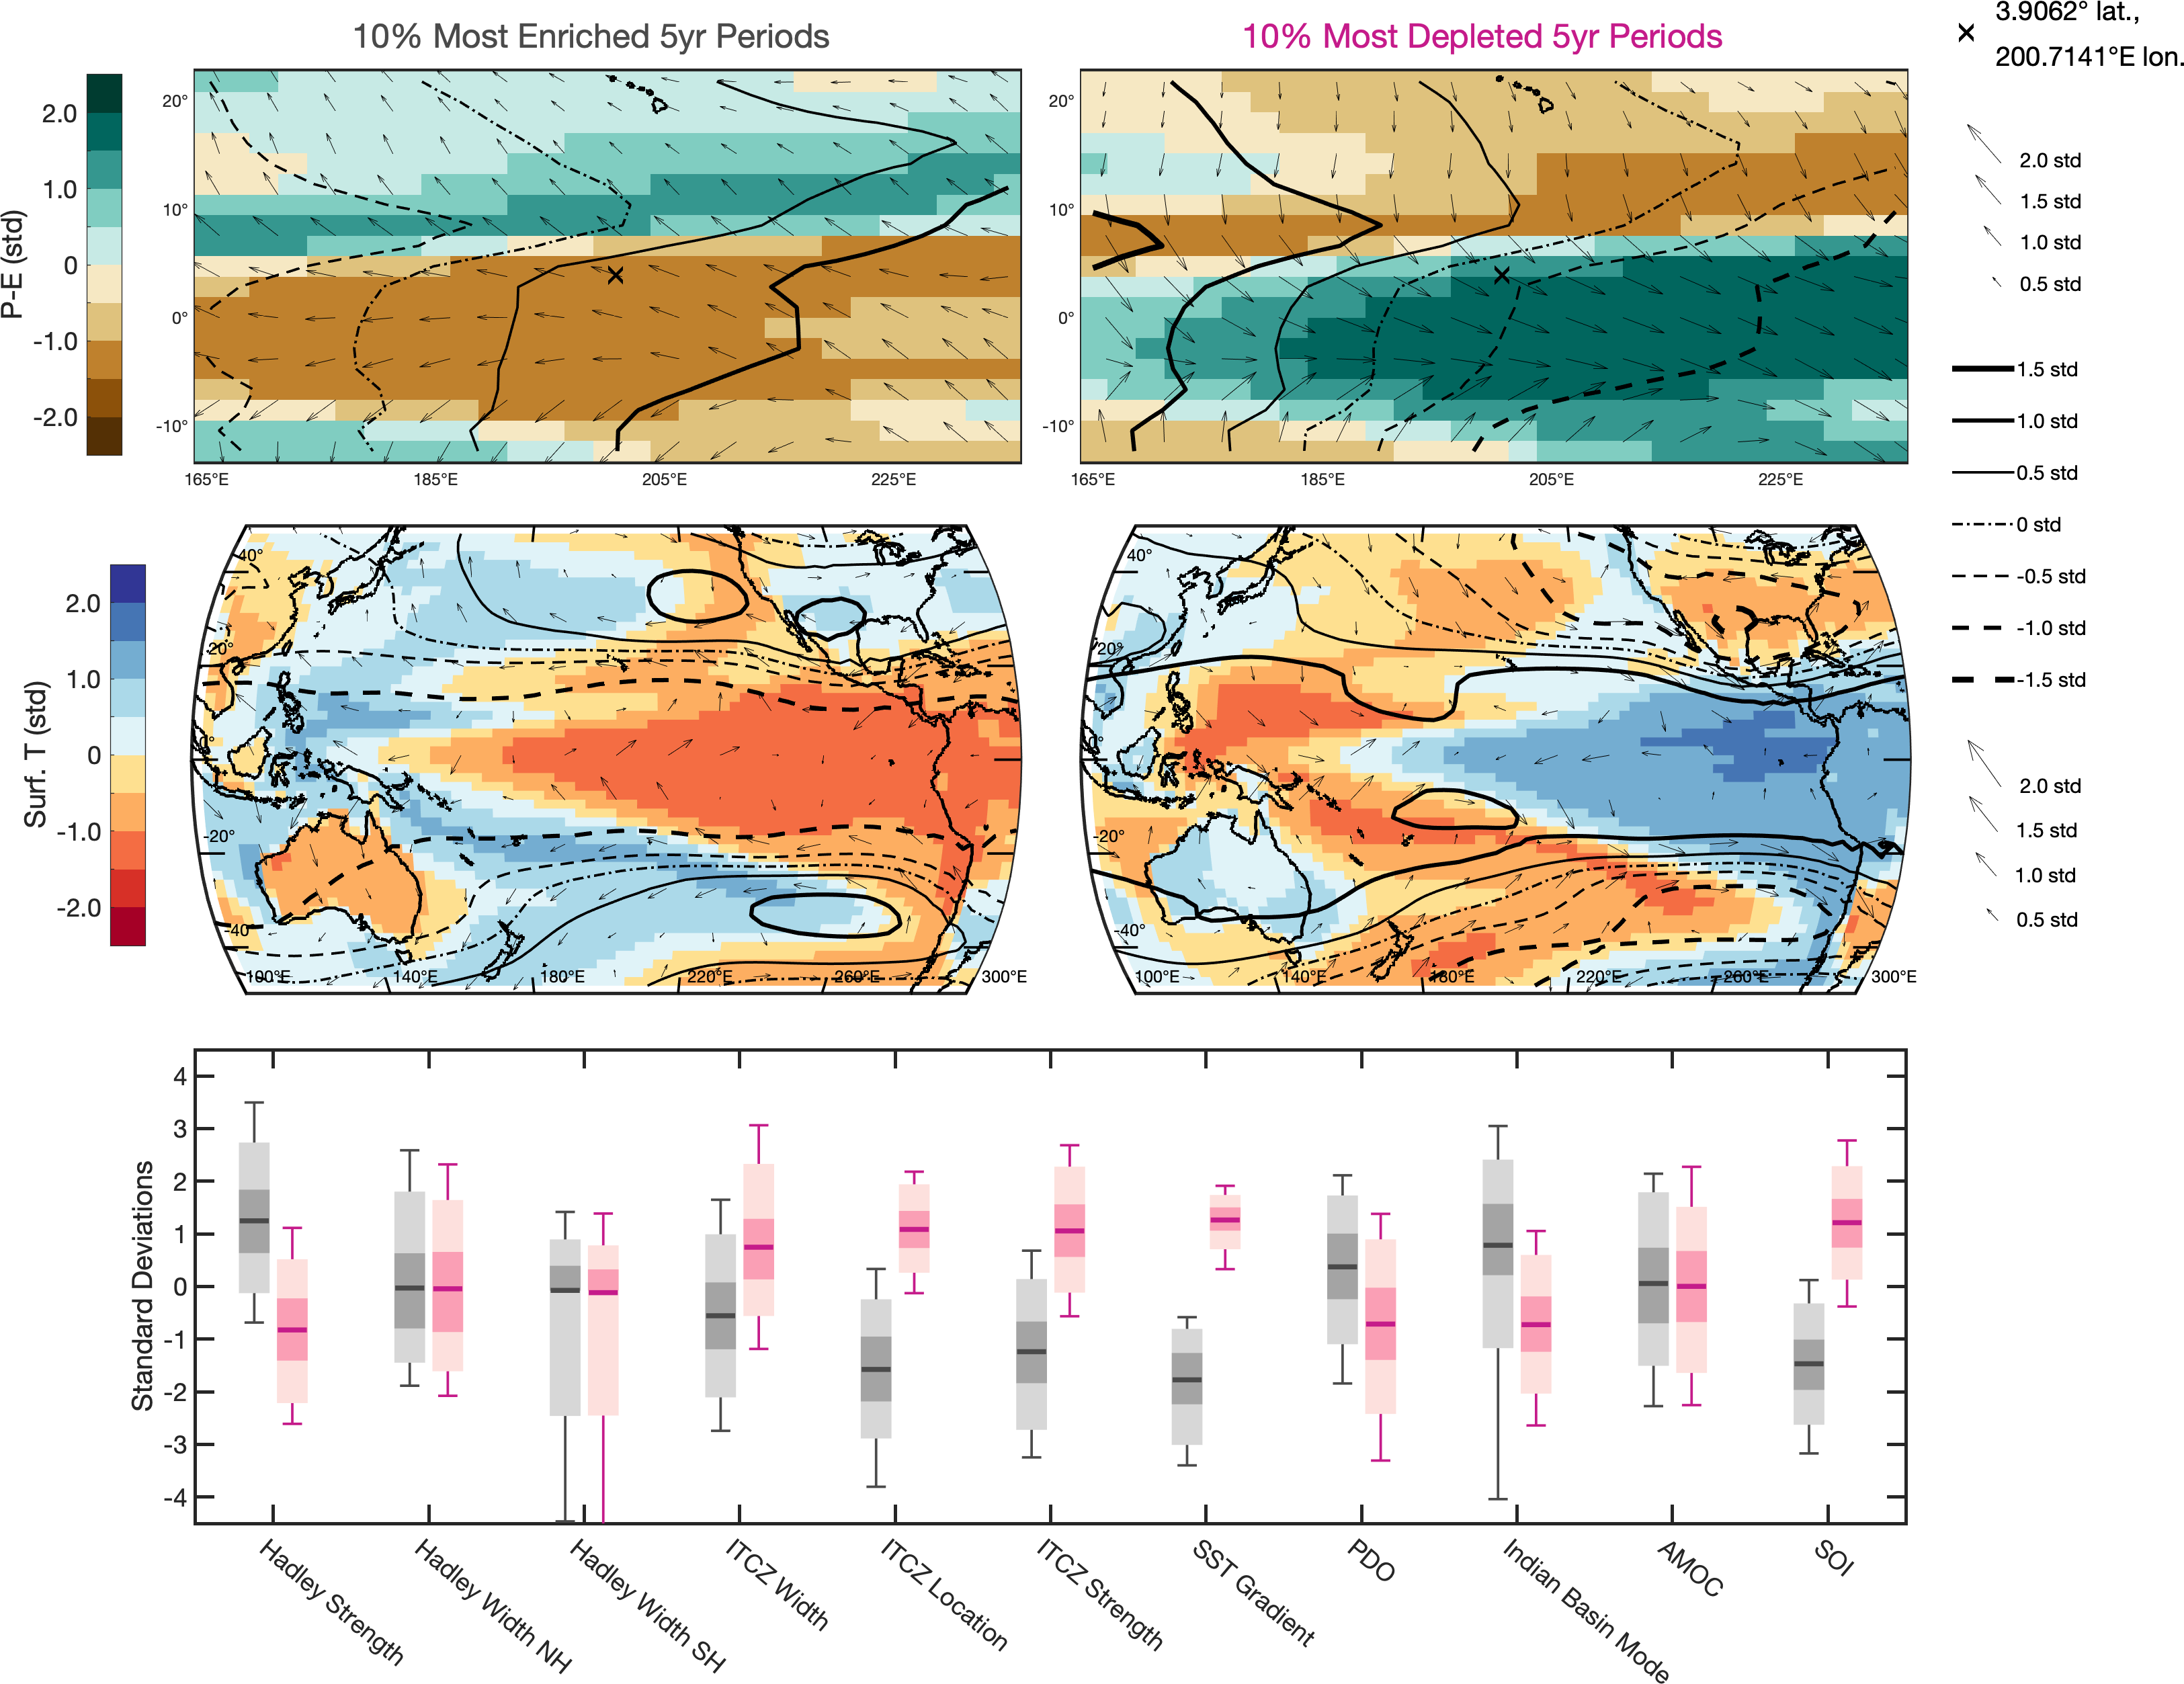 10% Most Enriched 5yr Periods
10% Most Depleted 5yr Periods
3.9062° lat.,
200.7141°E lon.
P-E (std)
2.0
1.0
0
-1.0
-2.0
20°
10°
0°
-10°
165°E
185°E
205°E
225°E
20°
10°
0°
-10°
165°E
185°E
205°E
225°E
2.0 std
1.5 std
1.0 std
0.5 std
1.5 std
1.0 std
0.5 std
0 std
-0.5 std
-1.0 std
-1.5 std
2.0 std
1.5 std
1.0 std
0.5 std
Surf. T (std)
2.0
1.0
0
-1.0
-2.0
40°
20°
0°
-20°
-40°
100°E
140°E
180°E
220°E
260°E
300°E
40°
20°
0°
-20°
-40°
100°E
140°E
180°E
220°E
260°E
300°E
Standard Deviations
4
3
2
1
0
-1
-2
-3
-4
Hadley Strength
Hadley Width NH
Hadley Width SH
ITCZ Width
ITCZ Location
ITCZ Strength
SST Gradient
PDO
Indian Basin Mode
AMOC
SOI